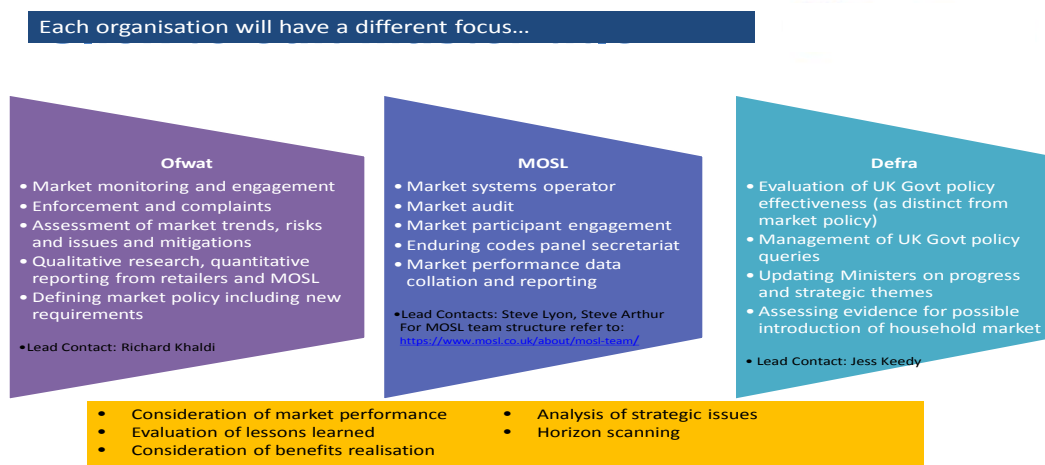 Each organisation will have a different focus...
Ofwat
• Market monitoring and engagement
• Enforcement and complaints
• Assessment of market trends, risks
and issues and mitigations
• Qualitative research, quantitative
reporting from retailers and MOSL
• Defining market policy including new
requirements
•Lead Contact: Richard Khaldi
MOSL
• Market systems operator
• Market audit
• Market participant engagement
• Enduring codes panel secretariat
• Market performance data
collation and reporting
•Lead Contacts: Steve Lyon, Steve Arthur
For MOSL team structure refer to:
https://www.mosl.co.uk/about/mosl-team/
Defra
• Evaluation of UK Govt policy
effectiveness (as distinct from
market policy)
• Management of UK Govt policy
queries
• Updating Ministers on progress
and strategic themes
• Assessing evidence for possible
introduction of household market
• Lead Contact: Jess Keedy
• Consideration of market performance
• Evaluation of lessons learned
• Consideration of benefits realisation
• Analysis of strategic issues
• Horizon scanning